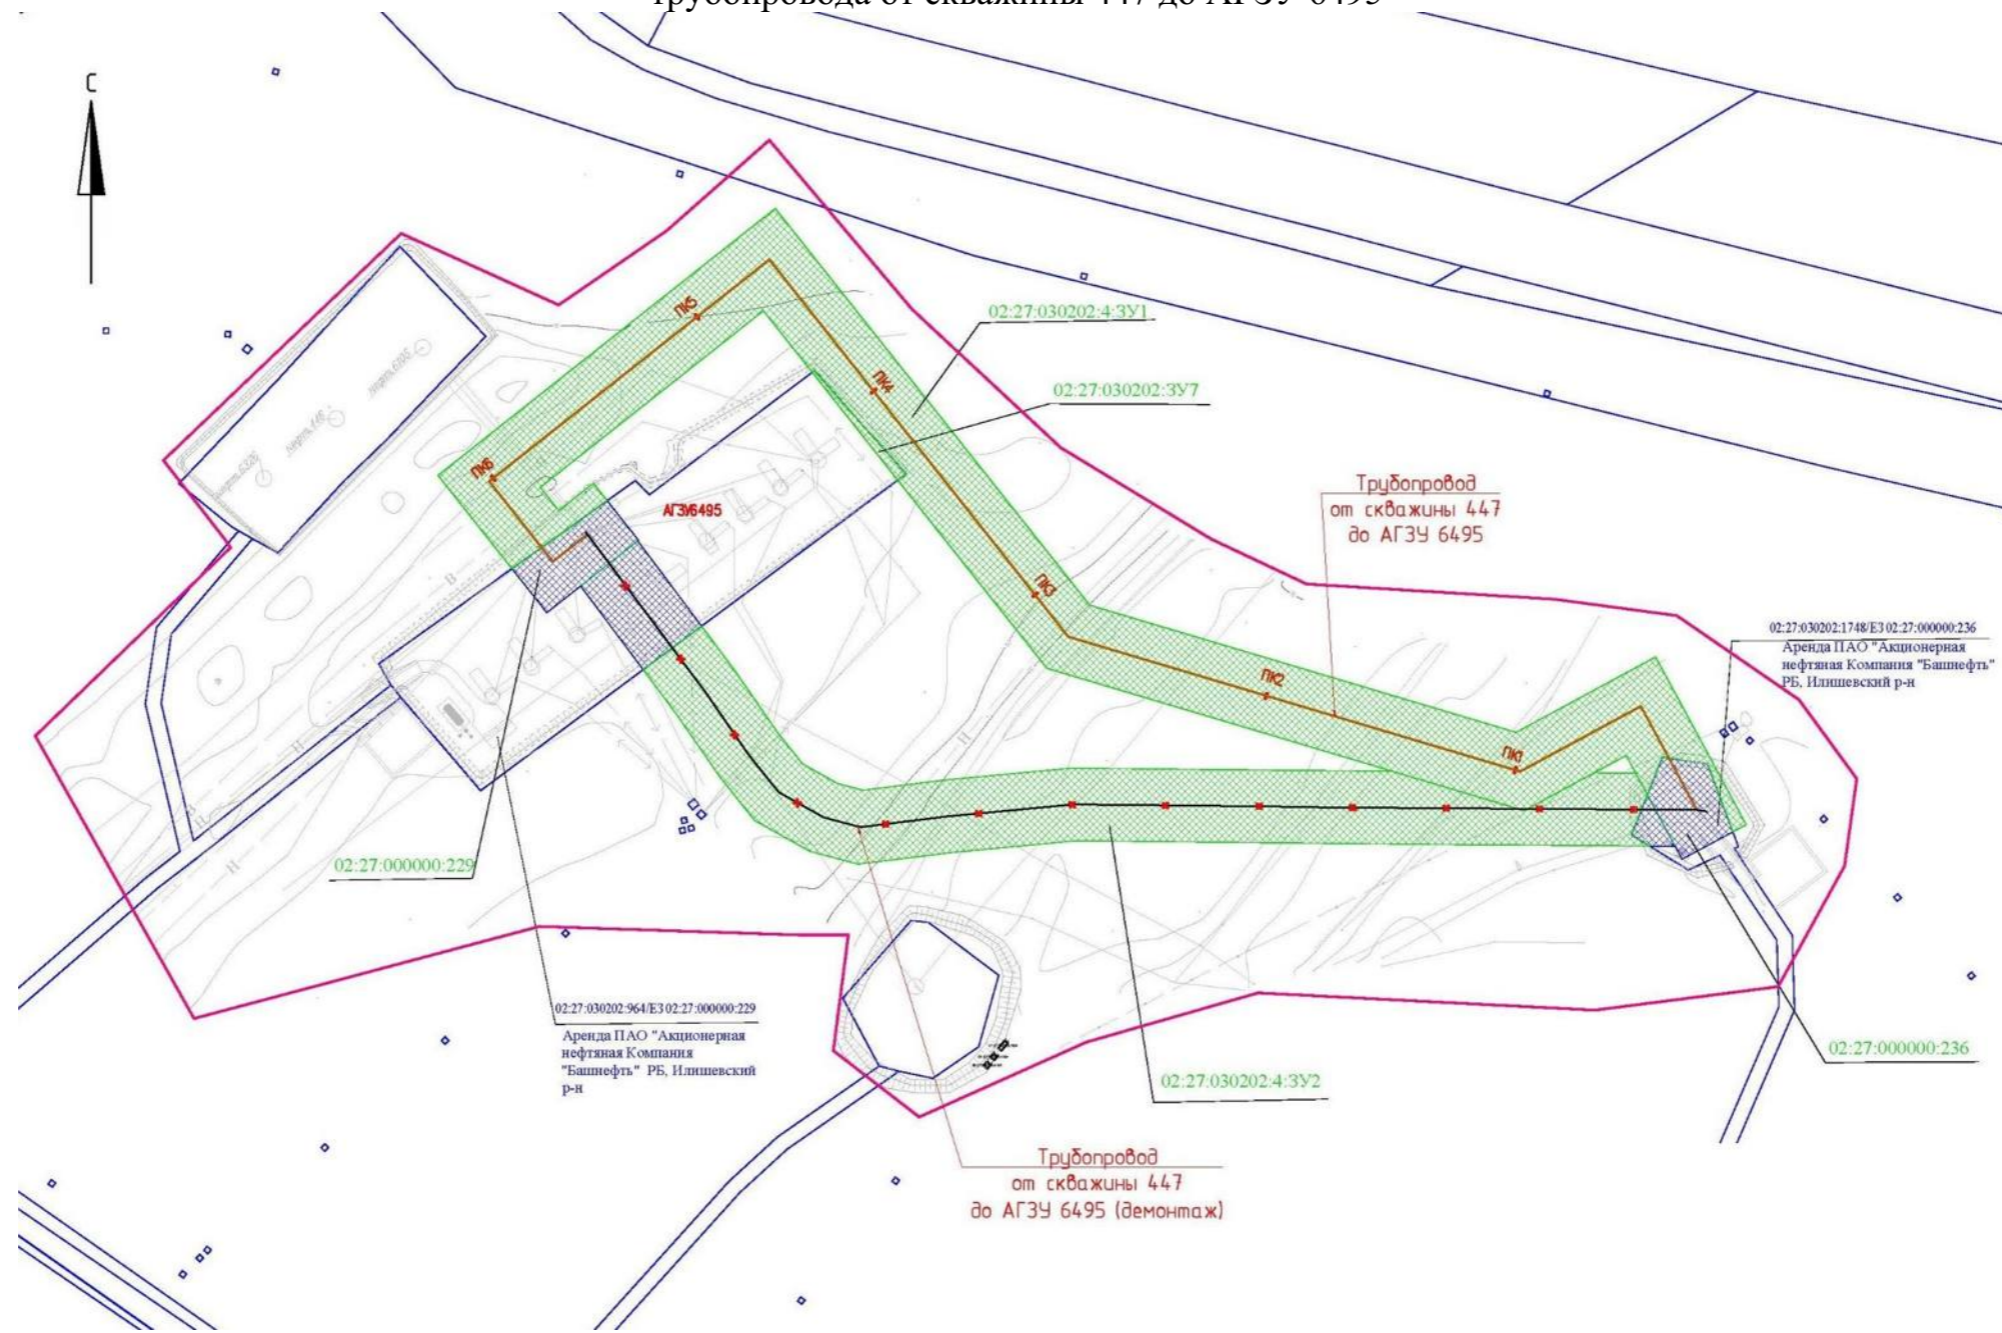 трубопровода от скважины 447 до АГЗУ 6495
С
02:27:030202:4:ЗУ1
ПК5
02:27:030202:ЗУ7
ПК4
ПК6
АГЗУ6495
Трубопровод
от скважины 447
до АГЗУ 6495
ПК3
02:27:030202:1748/ЕЗ 02:27:000000:236
Аренда ПАО "Акционерная
нефтяная Компания "Башнефть"
РБ, Илишевский р-н
ПК2
В
Н
Н
ПК1
02:27:000000:229
Н
Н
02:27:030202:964/ЕЗ 02:27:000000:229
Аренда ПАО "Акционерная
нефтяная Компания
"Башнефть" РБ, Илишевский
р-н
02:27:000000:236
02:27:030202:4:ЗУ2
Трубопровод
от скважины 447
до АГЗУ 6495 (демонтаж)